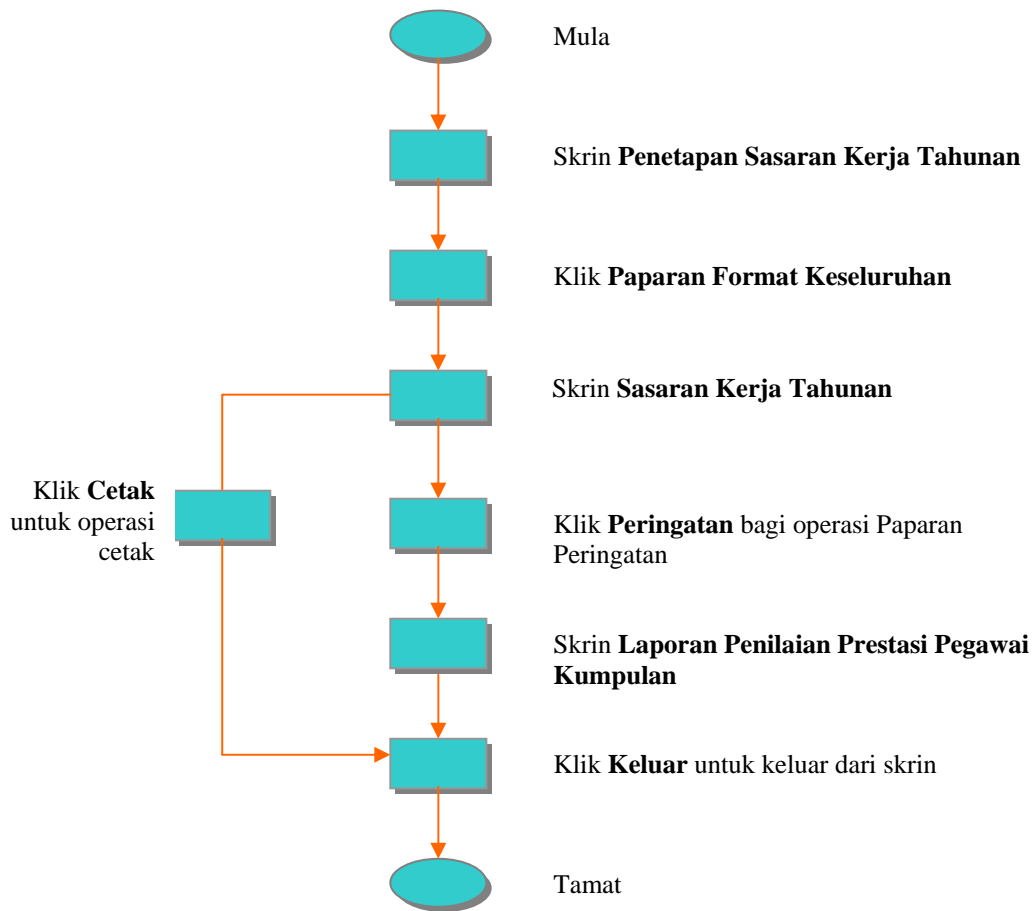 Mula
Skrin Penetapan Sasaran Kerja Tahunan
Klik Paparan Format Keseluruhan
Skrin Sasaran Kerja Tahunan
Klik Cetak
untuk operasi
cetak
Klik Peringatan bagi operasi Paparan
Peringatan
Skrin Laporan Penilaian Prestasi Pegawai
Kumpulan
Klik Keluar untuk keluar dari skrin
Tamat